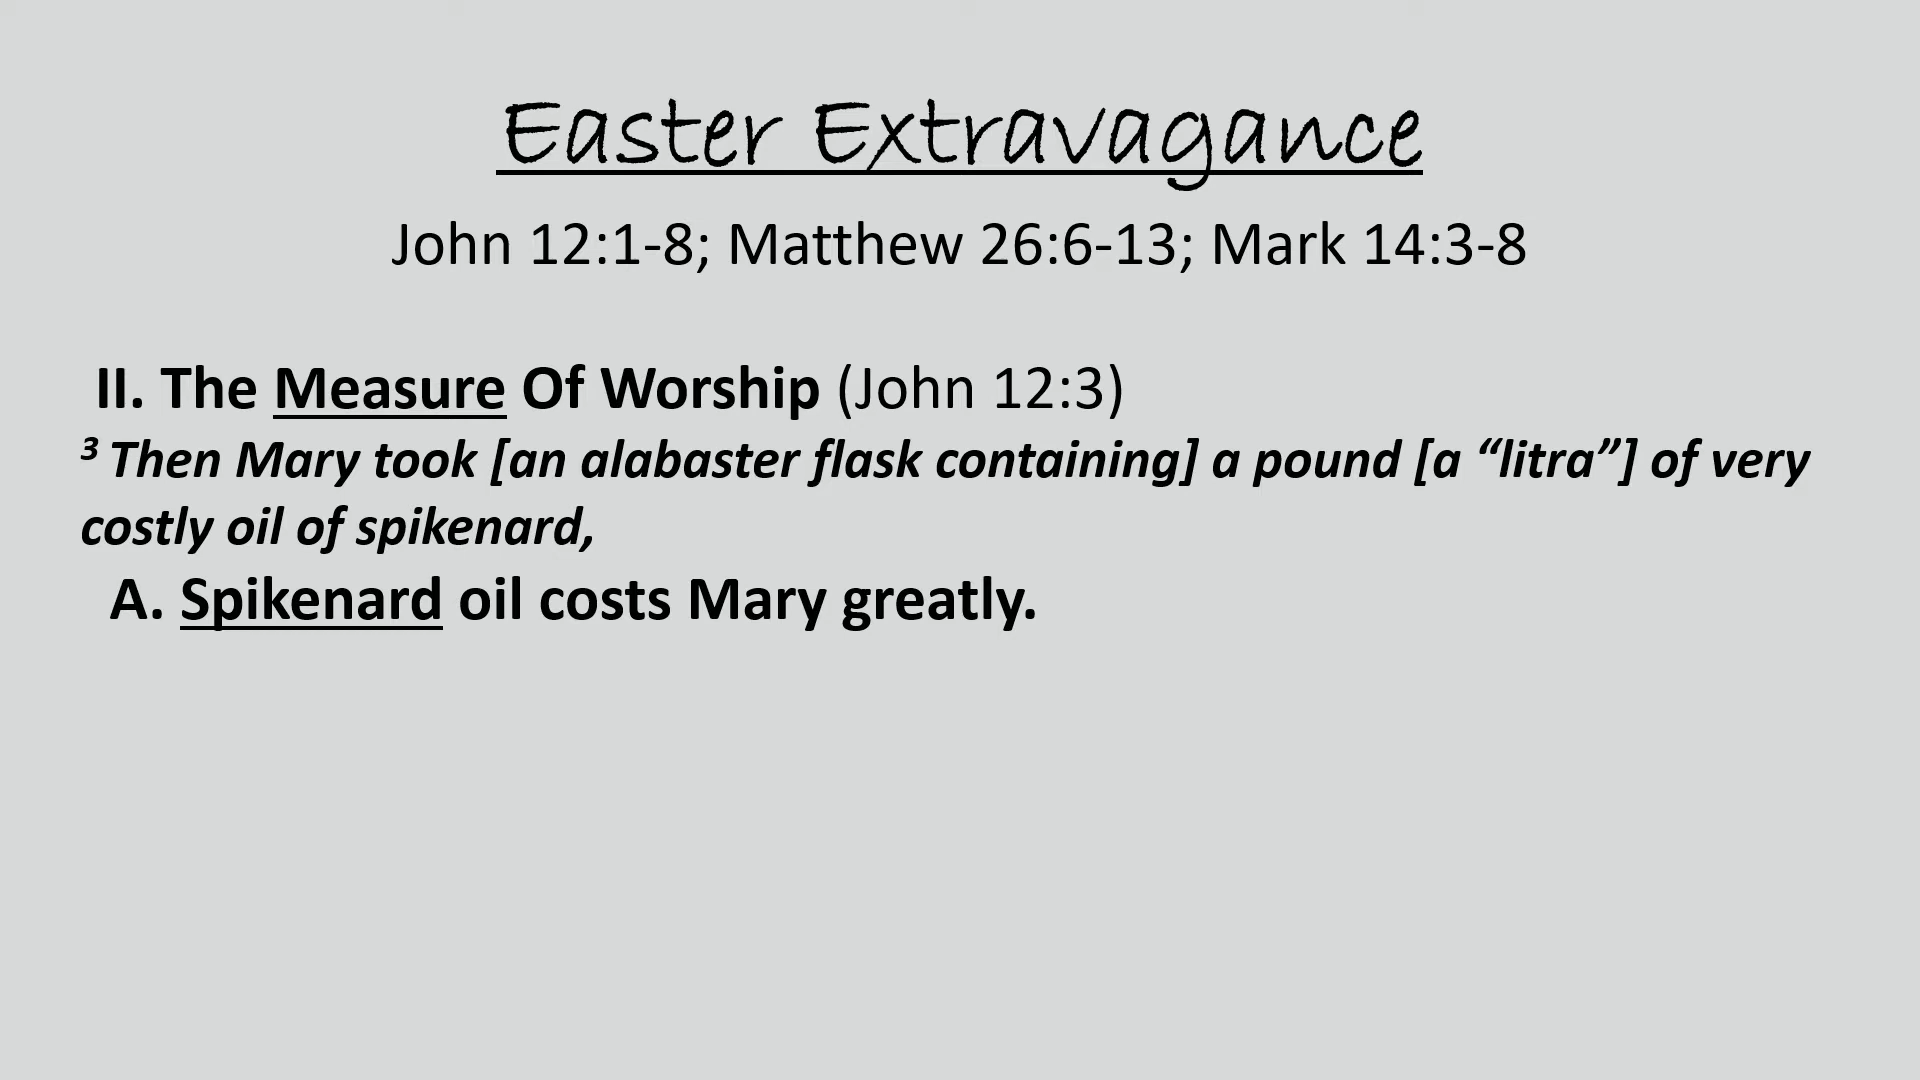 Easter Extravagance
John 12:1-8; Matthew 26:6-13; Mark 14:3-8
II. The Measure Of Worship (John 12:3)
3 Then Mary took [an alabaster flask containing] a pound [a “litra”] of very
costly oil of spikenard,
A. Spikenard oil costs Mary greatly.